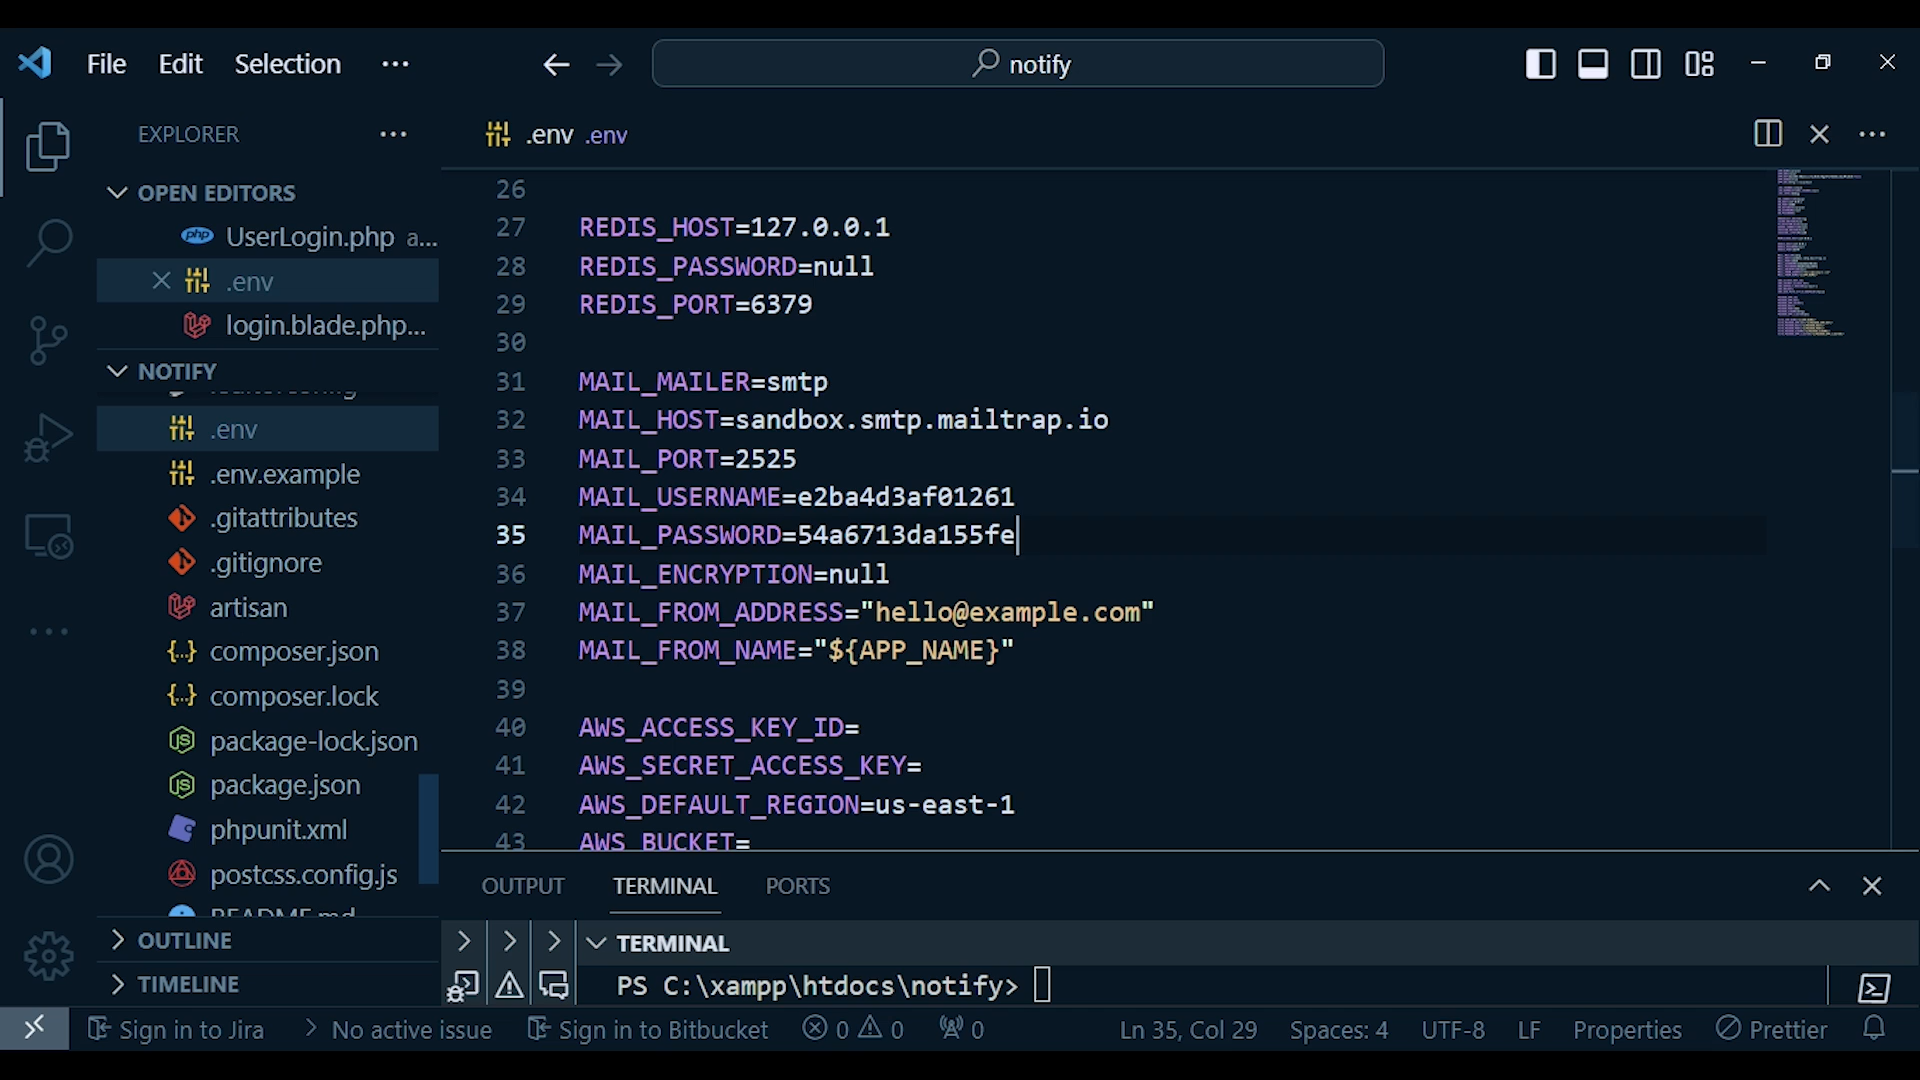 File Edit Selection ···
notify
EXPLORER ···
.env .env
OPEN EDITORS
php UserLogin.php a...
.env
login.blade.php...
NOTIFY
.env
.env.example
.gitattributes
.gitignore
artisan
{..} composer.json
{..} composer.lock
JS package-lock.json
JS package.json
phpunit.xml
postcss.config.js
README.md
OUTLINE
TIMELINE
26
27 REDIS_HOST=127.0.0.1
28 REDIS_PASSWORD=null
29 REDIS_PORT=6379
30
31 MAIL_MAILER=smtp
32 MAIL_HOST=sandbox.smtp.mailtrap.io
33 MAIL_PORT=2525
34 MAIL_USERNAME=e2ba4d3af01261
35 MAIL_PASSWORD=54a6713da155fe
36 MAIL_ENCRYPTION=null
37 MAIL_FROM_ADDRESS="hello@example.com"
38 MAIL_FROM_NAME="${APP_NAME}"
39
40 AWS_ACCESS_KEY_ID=
41 AWS_SECRET_ACCESS_KEY=
42 AWS_DEFAULT_REGION=us-east-1
43 AWS_BUCKET=
OUTPUT TERMINAL PORTS
TERMINAL
PS C:\xampp\htdocs\notify>
Sign in to Jira No active issue Sign in to Bitbucket 0 0 0 Ln 35, Col 29 Spaces: 4 UTF-8 LF Properties Prettier